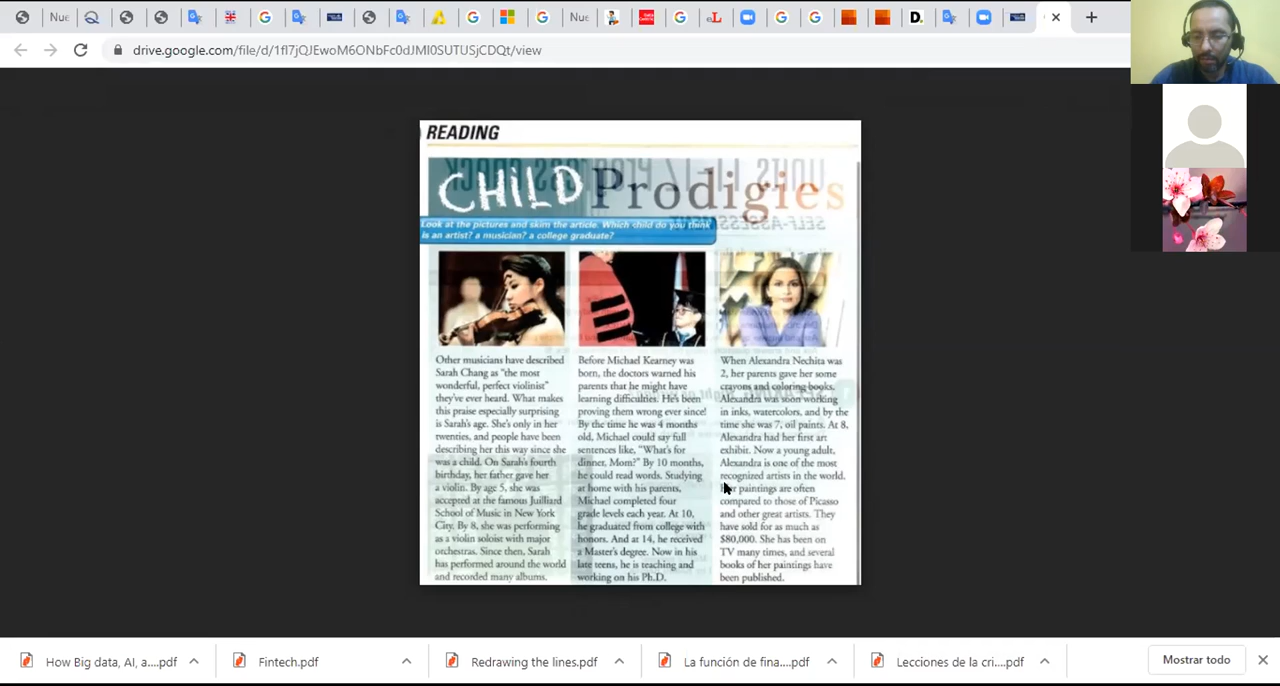 Nue
Nue
eL
D.
drive.google.com/file/d/1fl7jQJEwoM6ONbFc0dJMI0SUTUSjCDQt/view
READING
CHILD Prodigies
Look at the pictures and skim the article. Which child do you think
is an artist? a musician? a college graduate?
Other musicians have described
Sarah Chang as "the most
wonderful, perfect violinist"
they've ever heard. What makes
this praise especially surprising
is Sarah's age. She's only in her
twenties, and people have been
describing her this way since she
was a child. On Sarah's fourth
birthday, her father gave her
a violin. By age 5, she was
accepted at the famous Juilliard
School of Music in New York
City. By 8, she was performing
as a violin soloist with major
orchestras. Since then, Sarah
has performed around the world
and recorded many albums.
Before Michael Kearney was
born, the doctors warned his
parents that he might have
learning difficulties. He's been
proving them wrong ever since!
By the time he was 4 months
old, Michael could say full
sentences like, "What's for
dinner, Mom?" By 10 months,
he could read words. Studying
at home with his parents,
Michael completed four
grade levels each year. At 10,
he graduated from college with
honors. And at 14, he received
a Master's degree. Now in his
late teens, he is teaching and
working on his Ph.D.
When Alexandra Nechita was
2, her parents gave her some
crayons and coloring books.
Alexandra was soon working
in inks, watercolors, and by the
time she was 7, oil paints. At 8,
Alexandra had her first art
exhibit. Now a young adult,
Alexandra is one of the most
recognized artists in the world.
paintings are often
compared to those of Picasso
and other great artists. They
have sold for as much as
$80,000. She has been on
TV many times, and several
books of her paintings have
been published.
How Big data, AI, a....pdf
Fintech.pdf
Redrawing the lines.pdf
La función de fina....pdf
Lecciones de la cri....pdf
Mostrar todo